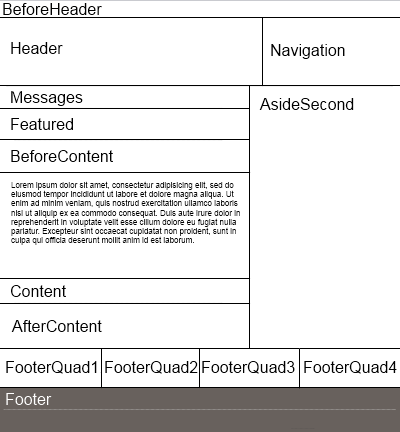 BeforeHeader
Header
Navigation
Messages
AsideSecond
Featured
BeforeContent
Lorem ipsum dolor sit amet, consectetur adipisicing elit, sed do
eiusmod tempor incididunt ut labore et dolore magna aliqua. Ut
enim ad minim veniam, quis nostrud exercitation ullamco laboris
nisi ut aliquip ex ea commodo consequat. Duis aute irure dolor in
reprehenderit in voluptate velit esse cillum dolore eu fugiat nulla
pariatur. Excepteur sint occaecat cupidatat non proident, sunt in
culpa qui officia deserunt mollit anim id est laborum.
Content
AfterContent
FooterQuad1
FooterQuad2
FooterQuad3
FooterQuad4
Footer